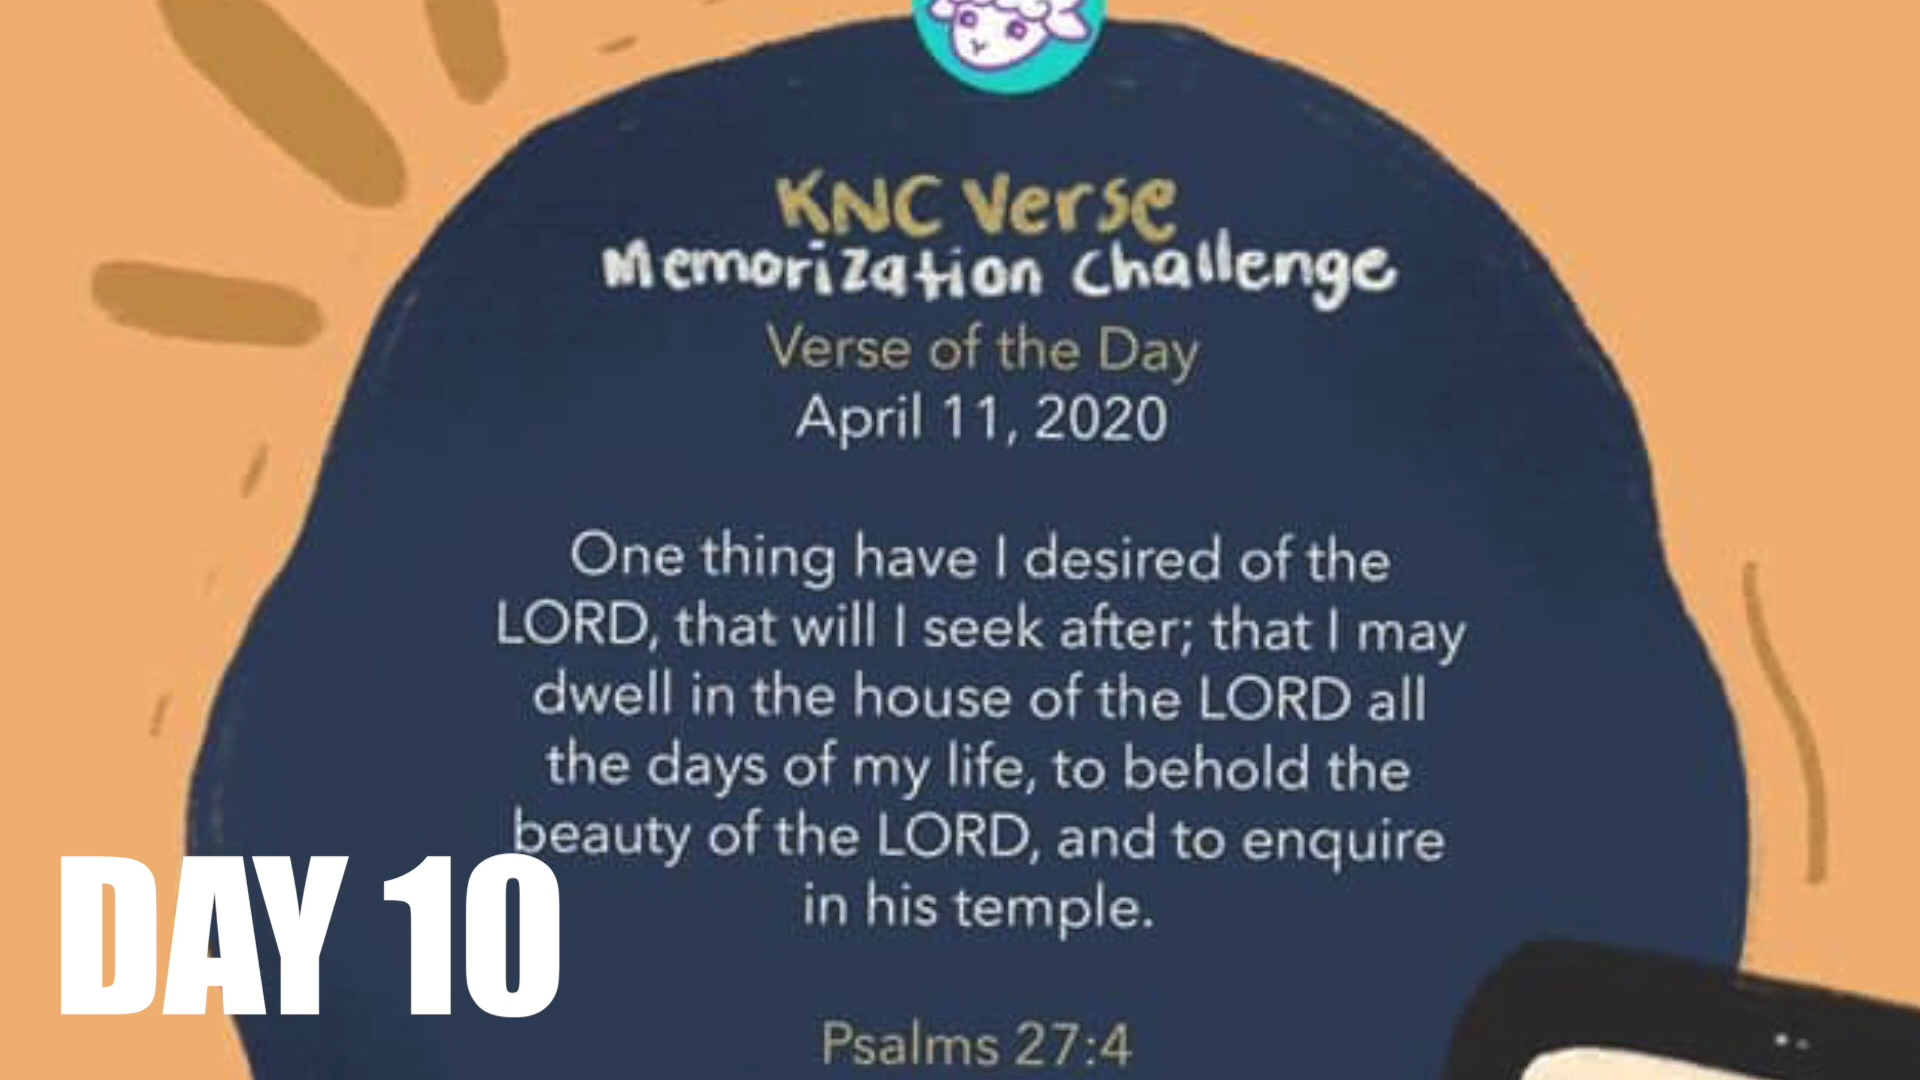 KNC Verse
Memorization Challenge
Verse of the Day
April 11, 2020
One thing have I desired of the
LORD, that will I seek after; that I may
dwell in the house of the LORD all
the days of my life, to behold the
beauty of the LORD, and to enquire
in his temple.
DAY 10
Psalms 27:4